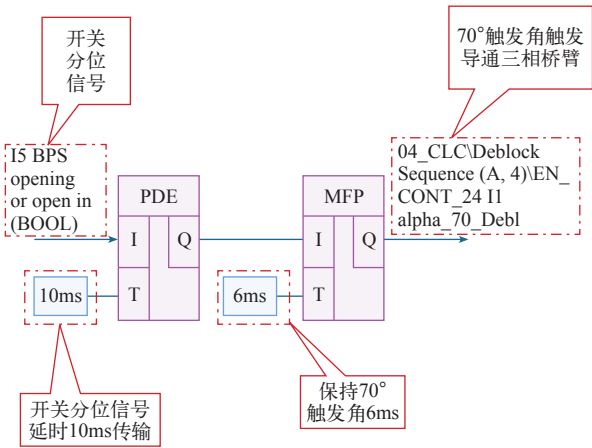 开关
分位
信号
70°触发角触发
导通三相桥臂
I5 BPS
opening
or open in
(BOOL)
04_CLC\Deblock
Sequence (A, 4)\EN_
CONT_24 I1
alpha_70_Debl
PDE
MFP
I
Q
I
Q
10ms
T
6ms
T
开关分位信号
延时10ms传输
保持70°
触发角6ms